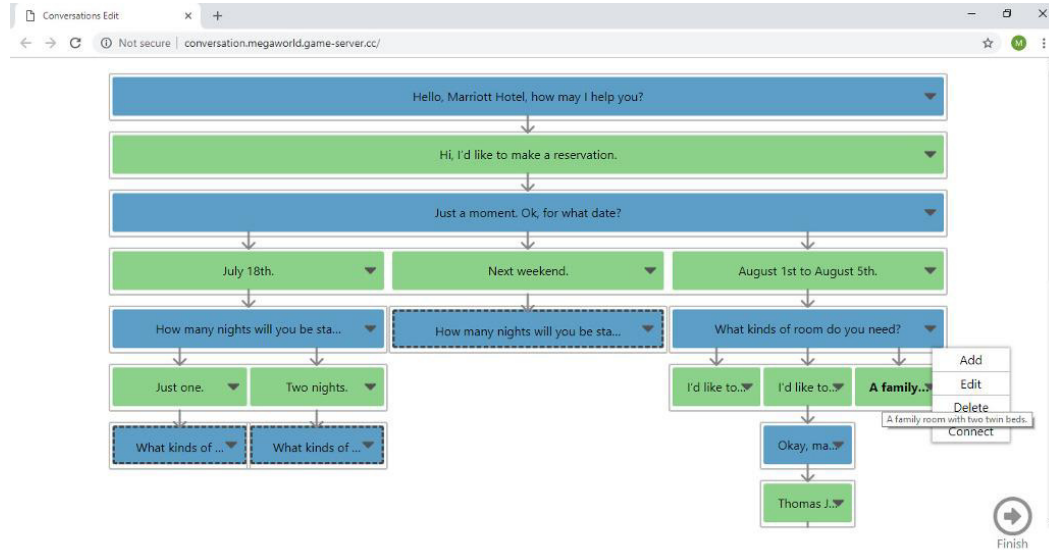 Conversations Edit
Not secure | conversation.megaworld.game-server.cc/
M
Hello, Marriott Hotel, how may I help you?
Hi, I'd like to make a reservation.
Just a moment. Ok, for what date?
July 18th.
Next weekend.
August 1st to August 5th.
How many nights will you be sta...
How many nights will you be sta...
What kinds of room do you need?
Just one.
Two nights.
I'd like to...
I'd like to...
A family...
Add
Edit
Delete
Connect
A family room with two twin beds.
What kinds of ...
What kinds of ...
Okay, ma...
Thomas J...
Finish